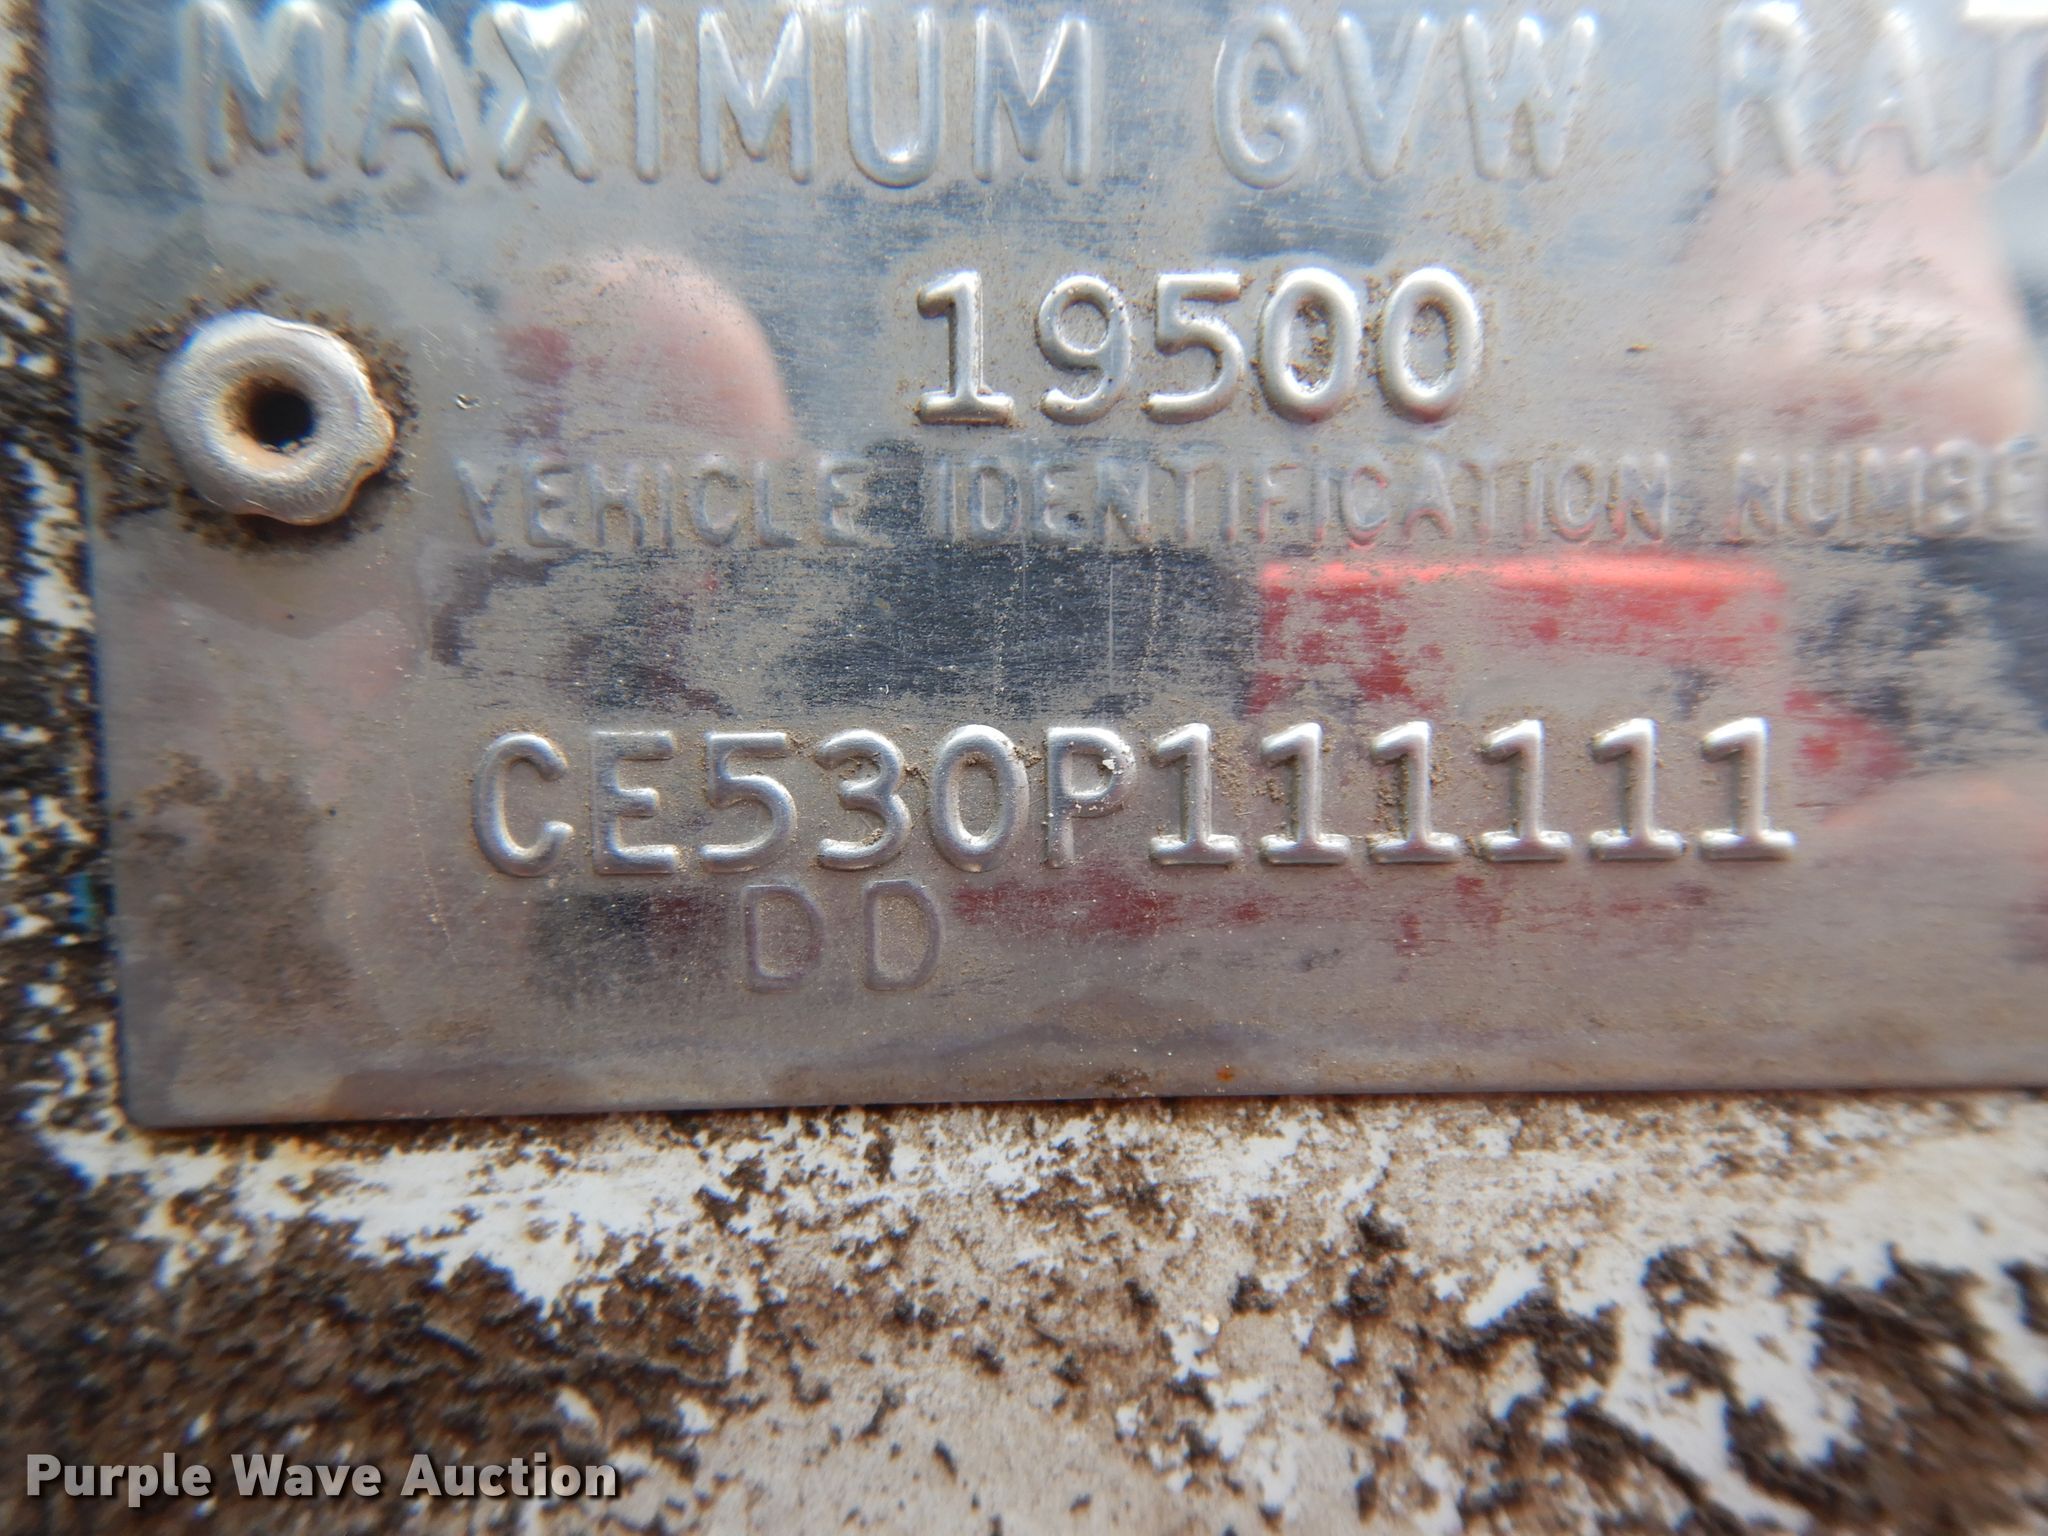 MAXIMUM GVW RAT
19500
VEHICLE IDENTIFICATION NUMBE
CE530P111111
DD
Purple Wave Auction